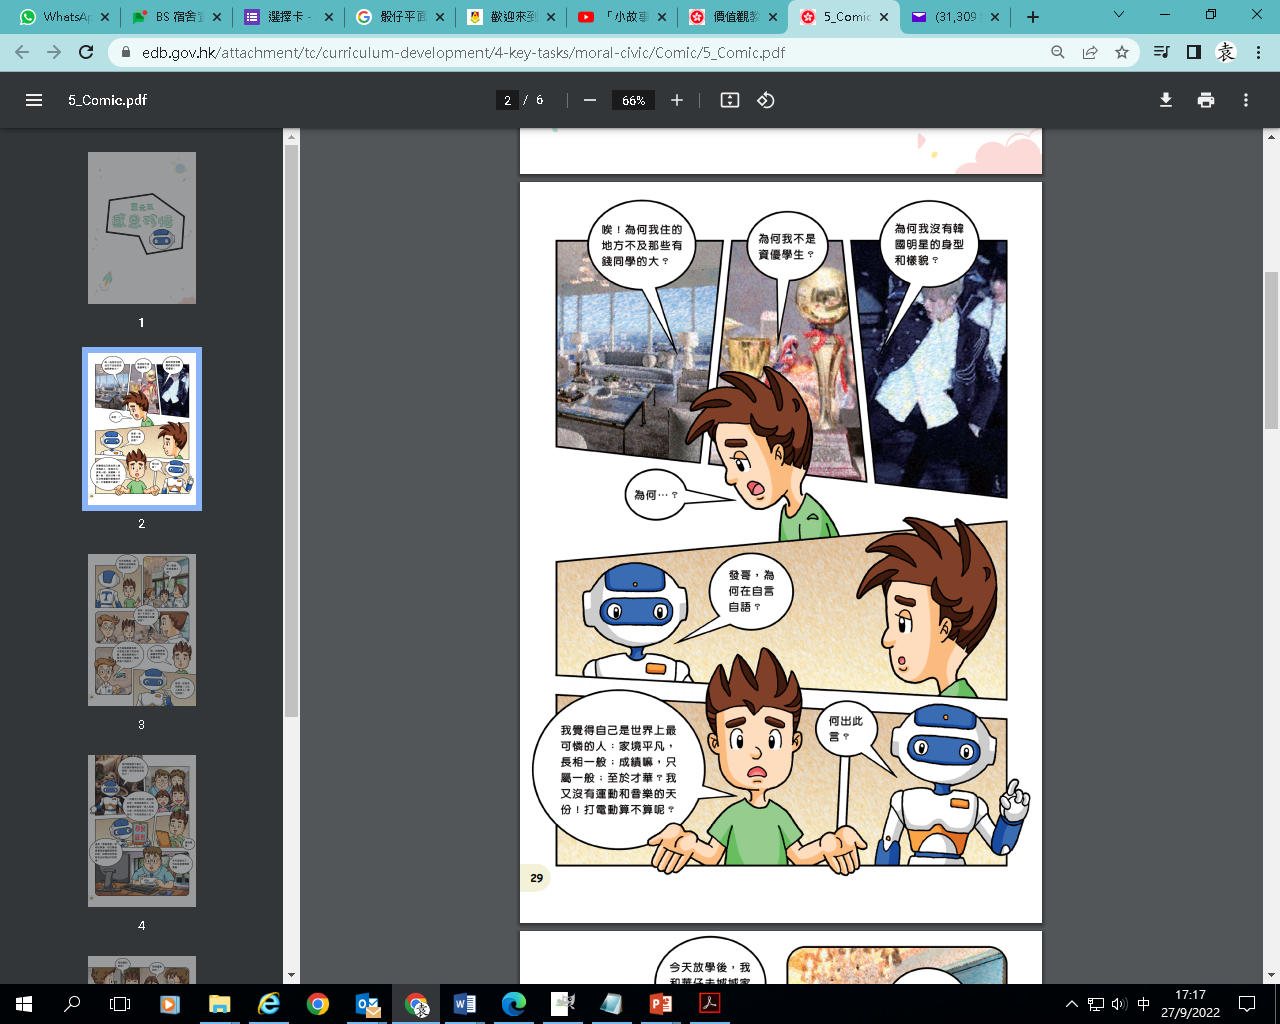 WhatsAp
BS 宿舍
選擇卡 -
骰仔平面
歡迎來到
「小故事
價值觀教
5_Comic
(31,309
edb.gov.hk/attachment/tc/curriculum-development/4-key-tasks/moral-civic/Comic/5_Comic.pdf
袁
5_Comic.pdf
2 / 6
66%
感恩珍惜
1
2
3
4
唉！為何我住的
地方不及那些有
錢同學的大？
為何我不是
資優學生？
為何我沒有韓
國明星的身型
和樣貌？
為何…？
發哥，為
何在自言
自語？
我覺得自己是世界上最
可憐的人：家境平凡，
長相一般；成績嘛，只
屬一般；至於才華？我
又沒有運動和音樂的天
份！打電動算不算呢？
何出此
言？
29
今天放學後，我
中
17:17
27/9/2022